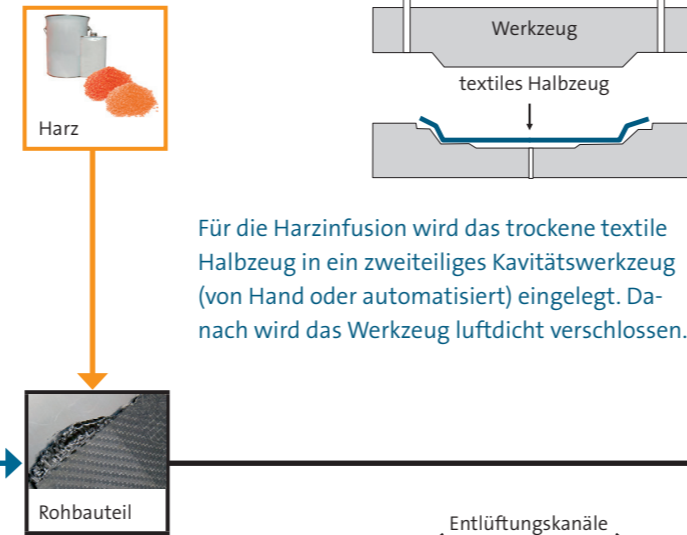 Werkzeug
textiles Halbzeug
Harz
Für die Harzinfusion wird das trockene textile
Halbzeug in ein zweiteiliges Kavitätswerkzeug
(von Hand oder automatisiert) eingelegt. Da-
nach wird das Werkzeug luftdicht verschlossen.
Rohbauteil
Entlüftungskanäle